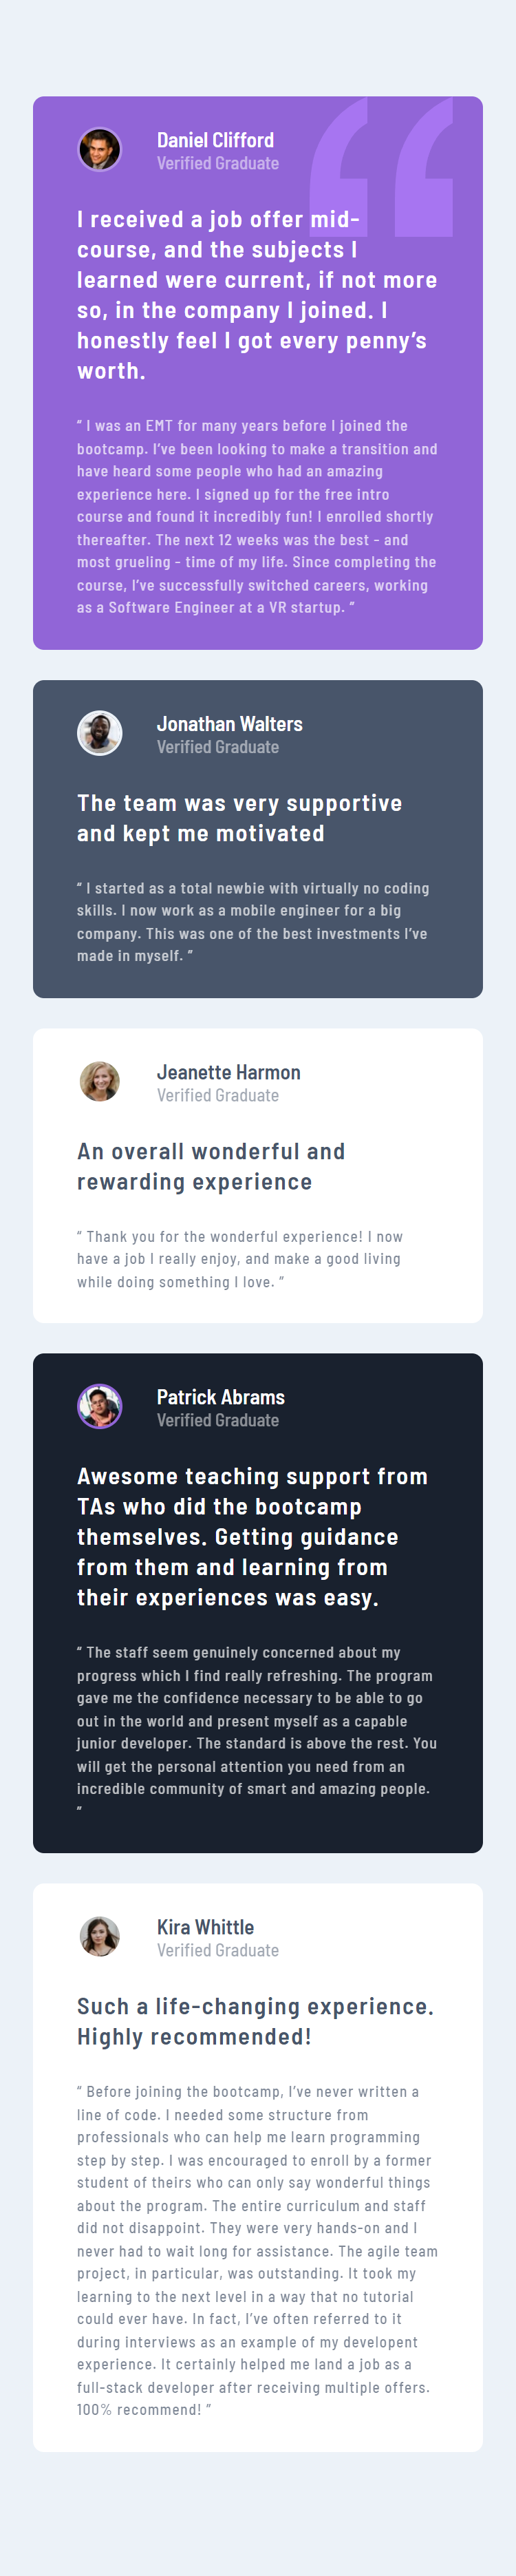 Daniel Clifford
Verified Graduate
I received a job offer mid-
course, and the subjects I
learned were current, if not more
so, in the company I joined. I
honestly feel I got every penny’s
worth.
“ I was an EMT for many years before I joined the
bootcamp. I’ve been looking to make a transition and
have heard some people who had an amazing
experience here. I signed up for the free intro
course and found it incredibly fun! I enrolled shortly
thereafter. The next 12 weeks was the best - and
most grueling - time of my life. Since completing the
course, I’ve successfully switched careers, working
as a Software Engineer at a VR startup. ”
Jonathan Walters
Verified Graduate
The team was very supportive
and kept me motivated
“ I started as a total newbie with virtually no coding
skills. I now work as a mobile engineer for a big
company. This was one of the best investments I’ve
made in myself. ”
Jeanette Harmon
Verified Graduate
An overall wonderful and
rewarding experience
“ Thank you for the wonderful experience! I now
have a job I really enjoy, and make a good living
while doing something I love. ”
Patrick Abrams
Verified Graduate
Awesome teaching support from
TAs who did the bootcamp
themselves. Getting guidance
from them and learning from
their experiences was easy.
“ The staff seem genuinely concerned about my
progress which I find really refreshing. The program
gave me the confidence necessary to be able to go
out in the world and present myself as a capable
junior developer. The standard is above the rest. You
will get the personal attention you need from an
incredible community of smart and amazing people.
”
Kira Whittle
Verified Graduate
Such a life-changing experience.
Highly recommended!
“ Before joining the bootcamp, I’ve never written a
line of code. I needed some structure from
professionals who can help me learn programming
step by step. I was encouraged to enroll by a former
student of theirs who can only say wonderful things
about the program. The entire curriculum and staff
did not disappoint. They were very hands-on and I
never had to wait long for assistance. The agile team
project, in particular, was outstanding. It took my
learning to the next level in a way that no tutorial
could ever have. In fact, I’ve often referred to it
during interviews as an example of my developent
experience. It certainly helped me land a job as a
full-stack developer after receiving multiple offers.
100% recommend! ”